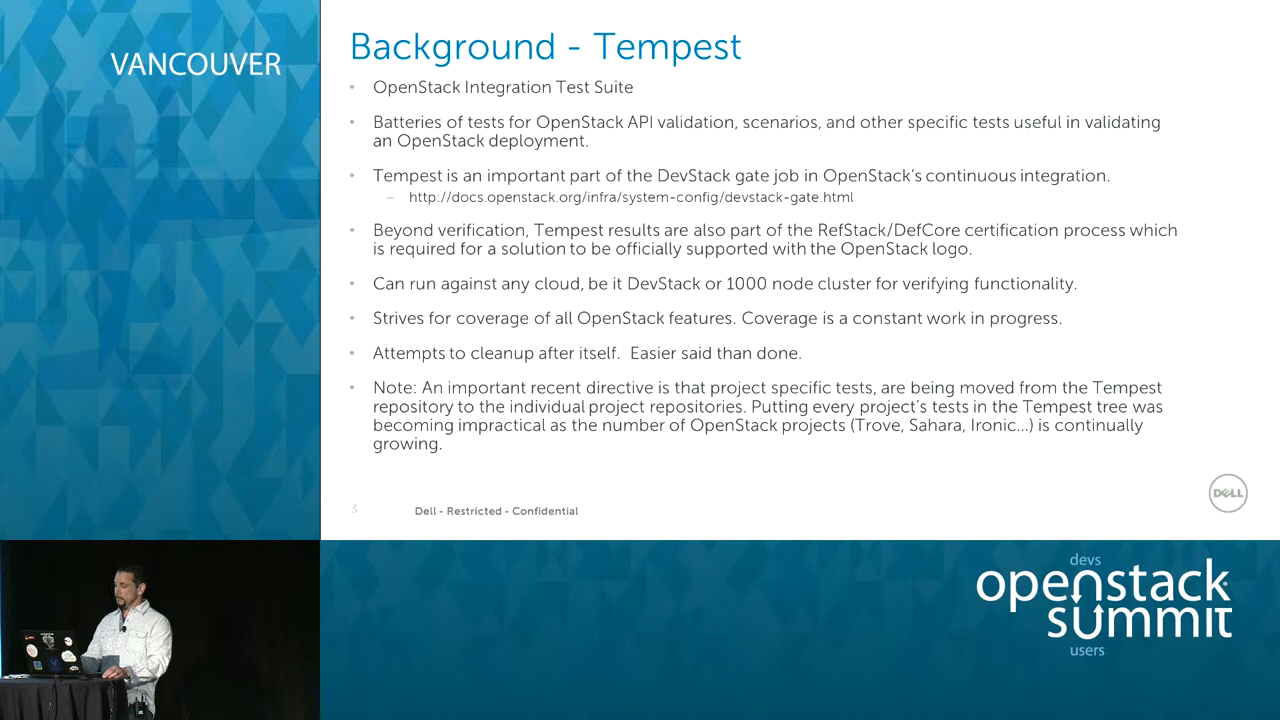 VANCOUVER
Background - Tempest
• OpenStack Integration Test Suite
• Batteries of tests for OpenStack API validation, scenarios, and other specific tests useful in validating
an OpenStack deployment.
• Tempest is an important part of the DevStack gate job in OpenStack's continuous integration.
– http://docs.openstack.org/infra/system-config/devstack-gate.html
• Beyond verification, Tempest results are also part of the RefStack/DefCore certification process which
is required for a solution to be officially supported with the OpenStack logo.
• Can run against any cloud, be it DevStack or 1000 node cluster for verifying functionality.
• Strives for coverage of all OpenStack features. Coverage is a constant work in progress.
• Attempts to cleanup after itself.  Easier said than done.
• Note: An important recent directive is that project specific tests, are being moved from the Tempest
repository to the individual project repositories. Putting every project's tests in the Tempest tree was
becoming impractical as the number of OpenStack projects (Trove, Sahara, Ironic...) is continually
growing.
3
Dell - Restricted - Confidential
DELL
devs
openstack
summit
users